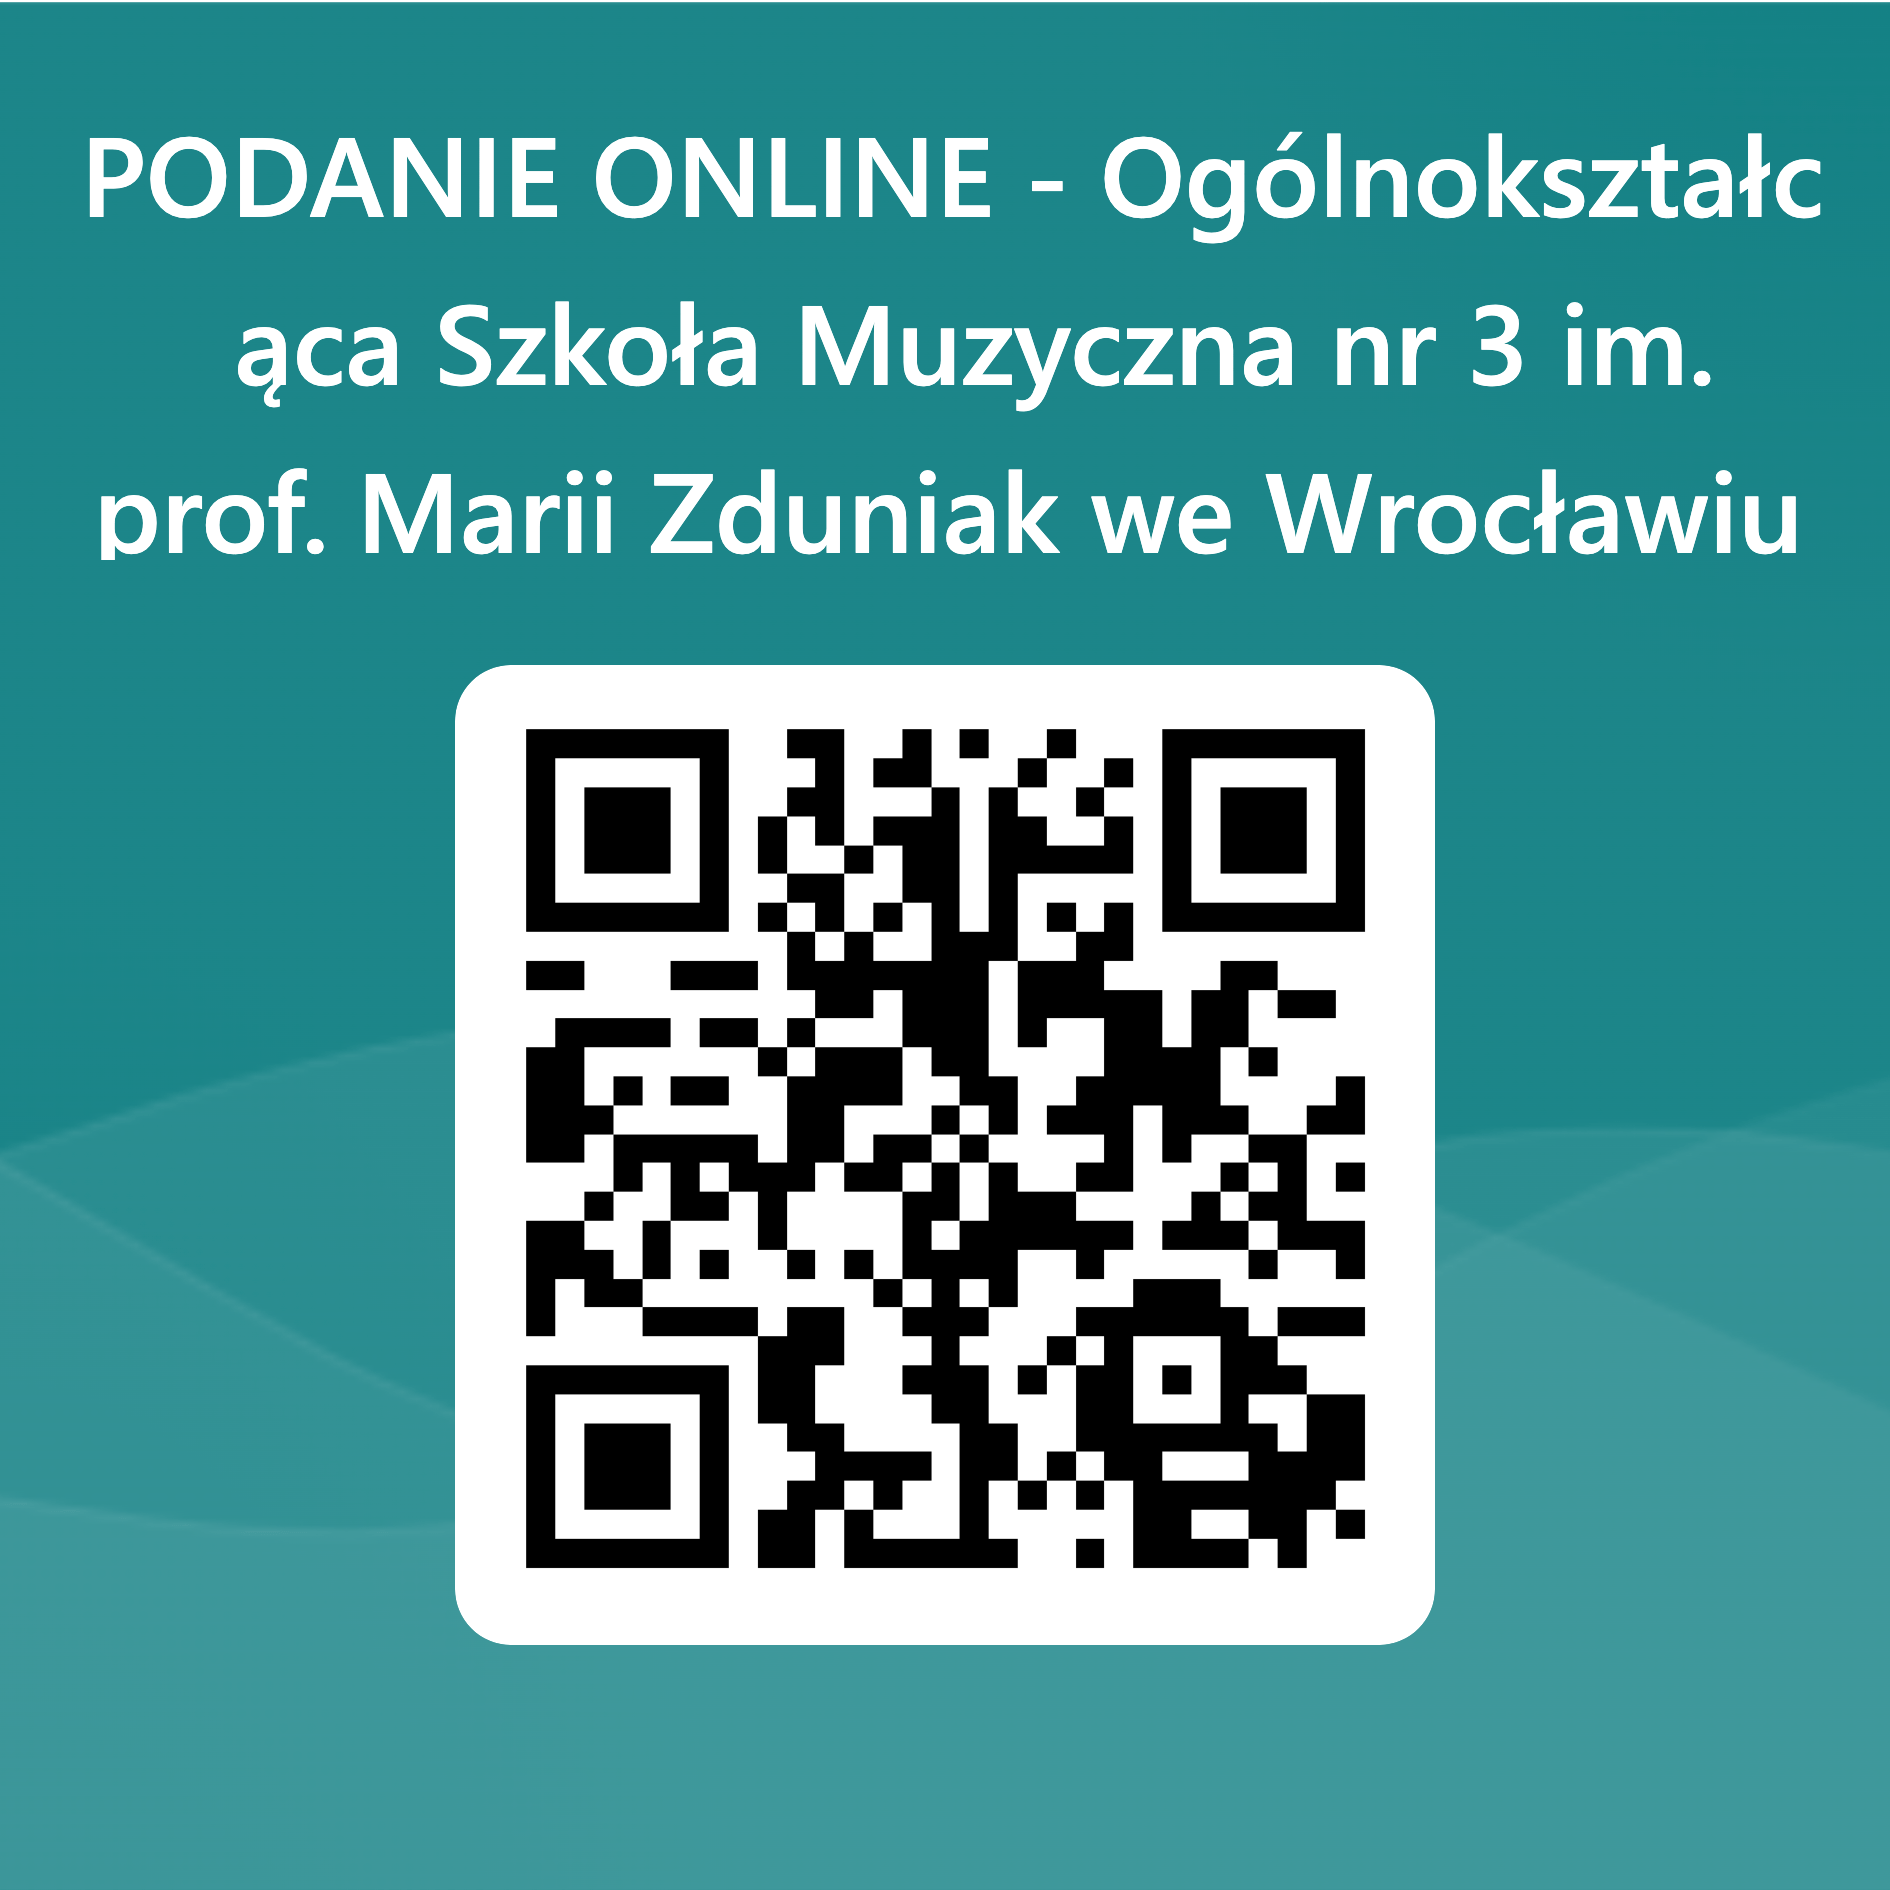 PODANIE ONLINE - Ogólnokształc
ąca Szkoła Muzyczna nr 3 im.
prof. Marii Zduniak we Wrocławiu